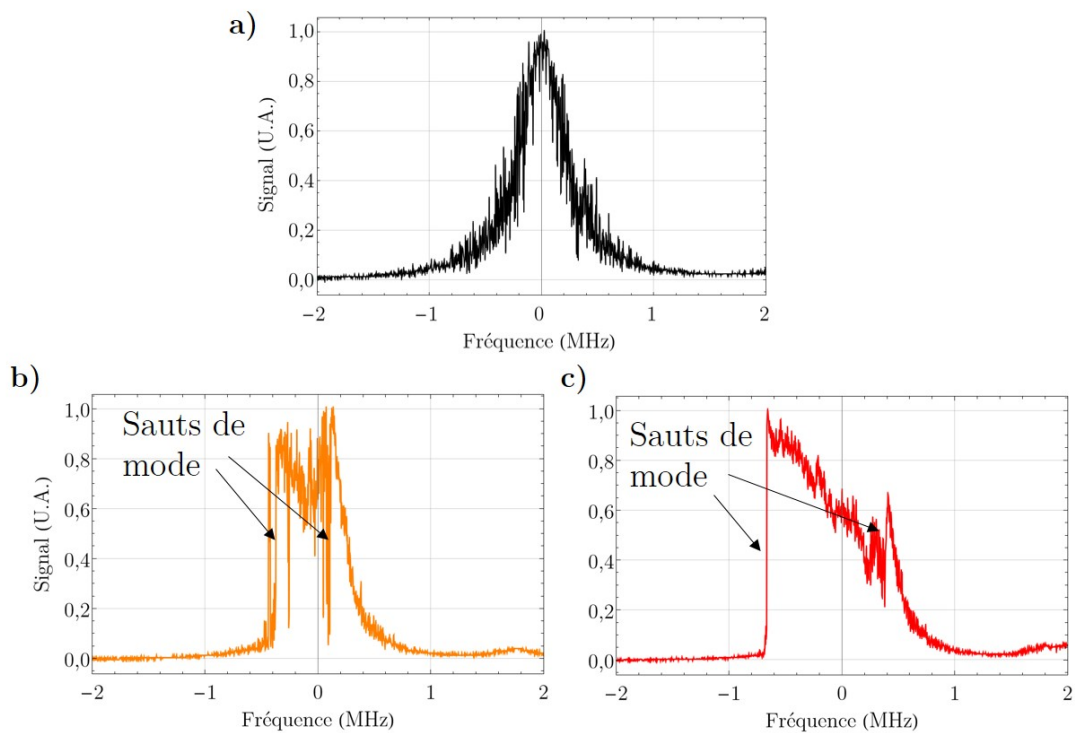 a)
1,0
0,8
0,6
0,4
0,2
0,0
Signal (U.A.)
−2
−1
0
1
2
Fréquence (MHz)
b)
1,0
0,8
0,6
0,4
0,2
0,0
Signal (U.A.)
Sauts de
mode
−2
−1
0
1
2
Fréquence (MHz)
c)
1,0
0,8
0,6
0,4
0,2
0,0
Sauts de
mode
−2
−1
0
1
2
Fréquence (MHz)